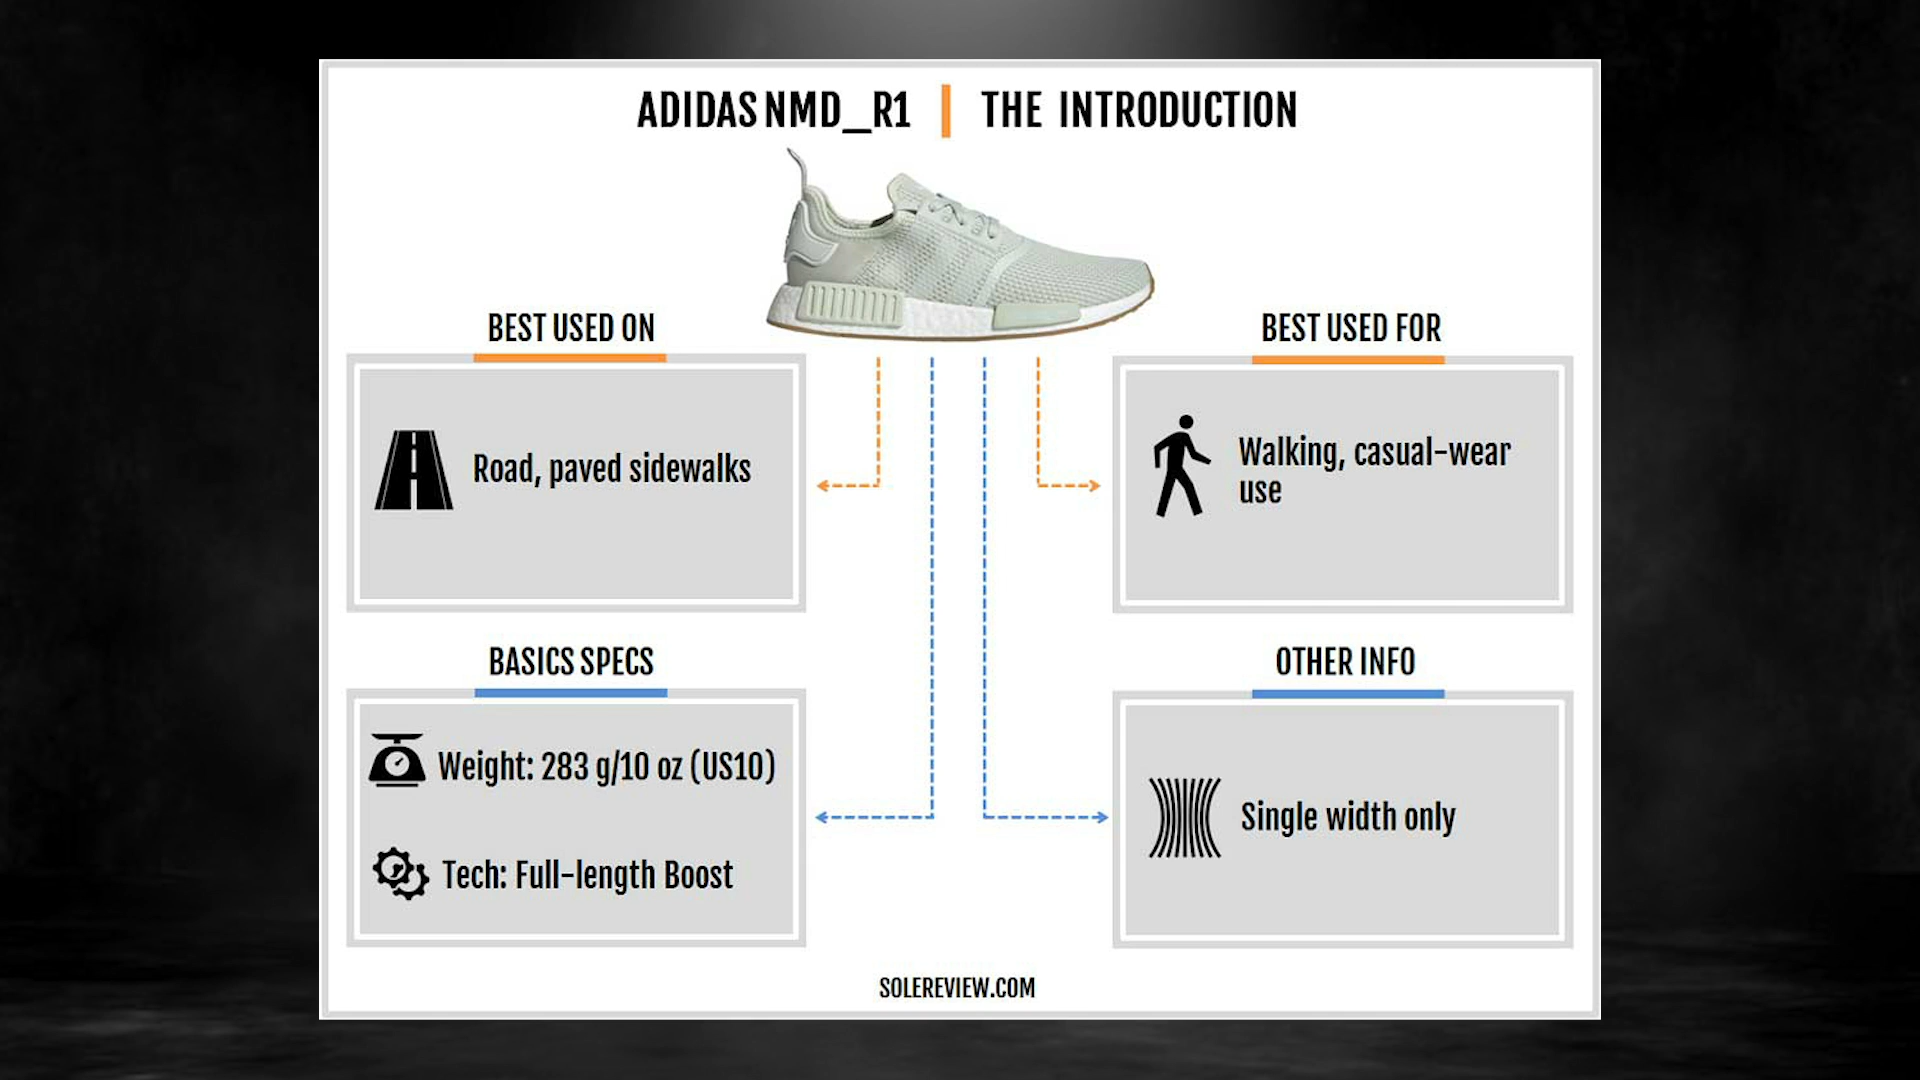 ADIDAS NMD_R1 | THE INTRODUCTION
BEST USED ON
Road, paved sidewalks
BEST USED FOR
Walking, casual-wear
use
BASICS SPECS
Weight: 283 g/10 oz (US10)
Tech: Full-length Boost
OTHER INFO
Single width only
SOLEREVIEW.COM